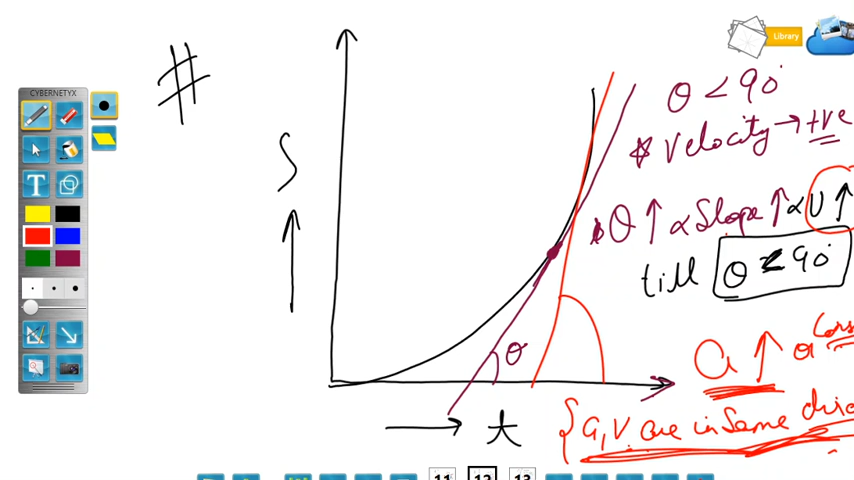 Library
CYBERNETYX
#
T
S
θ < 90°
Velocity → +ve
θ ↑ ∝ Slope ↑ ∝ V ↑
till θ < 90°
θ
a ↑ or
t
{a, V are in Same
11 12 13